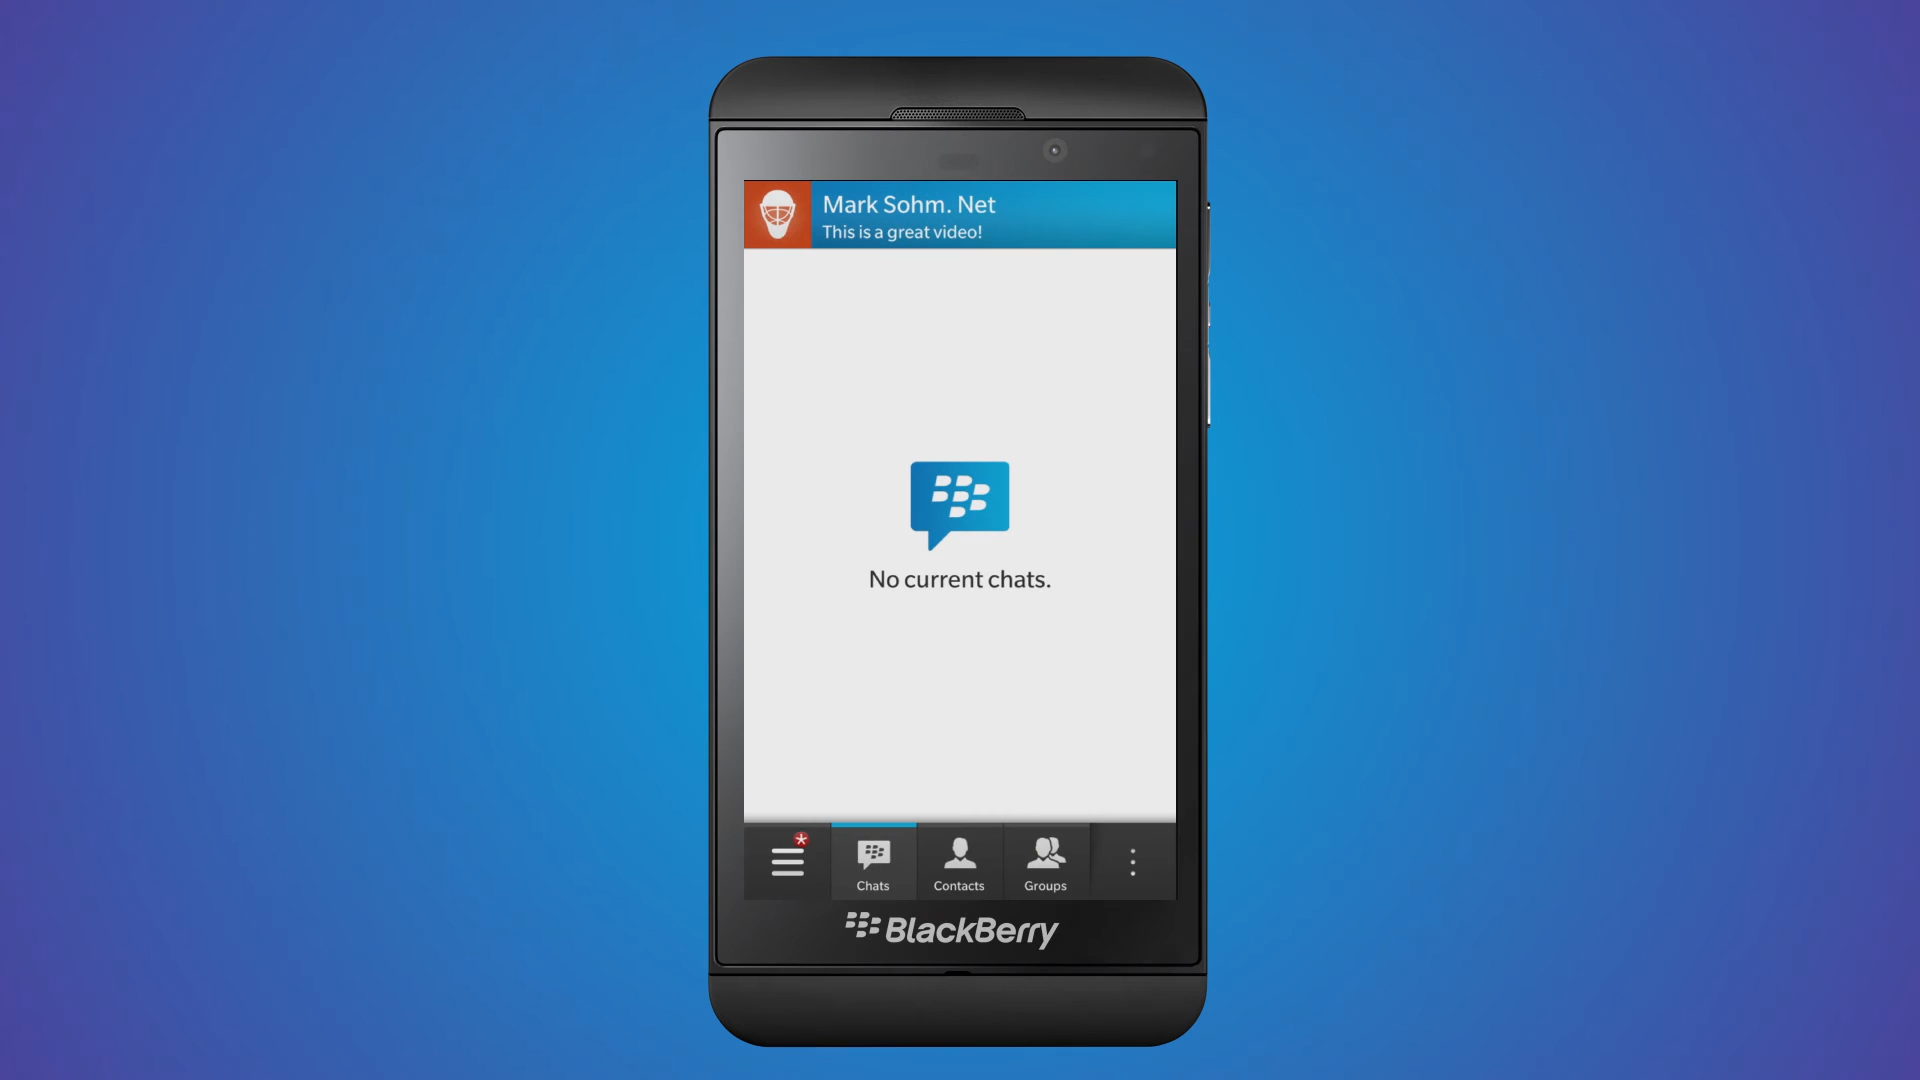 Mark Sohm. Net
This is a great video!
No current chats.
Chats
Contacts
Groups
BlackBerry